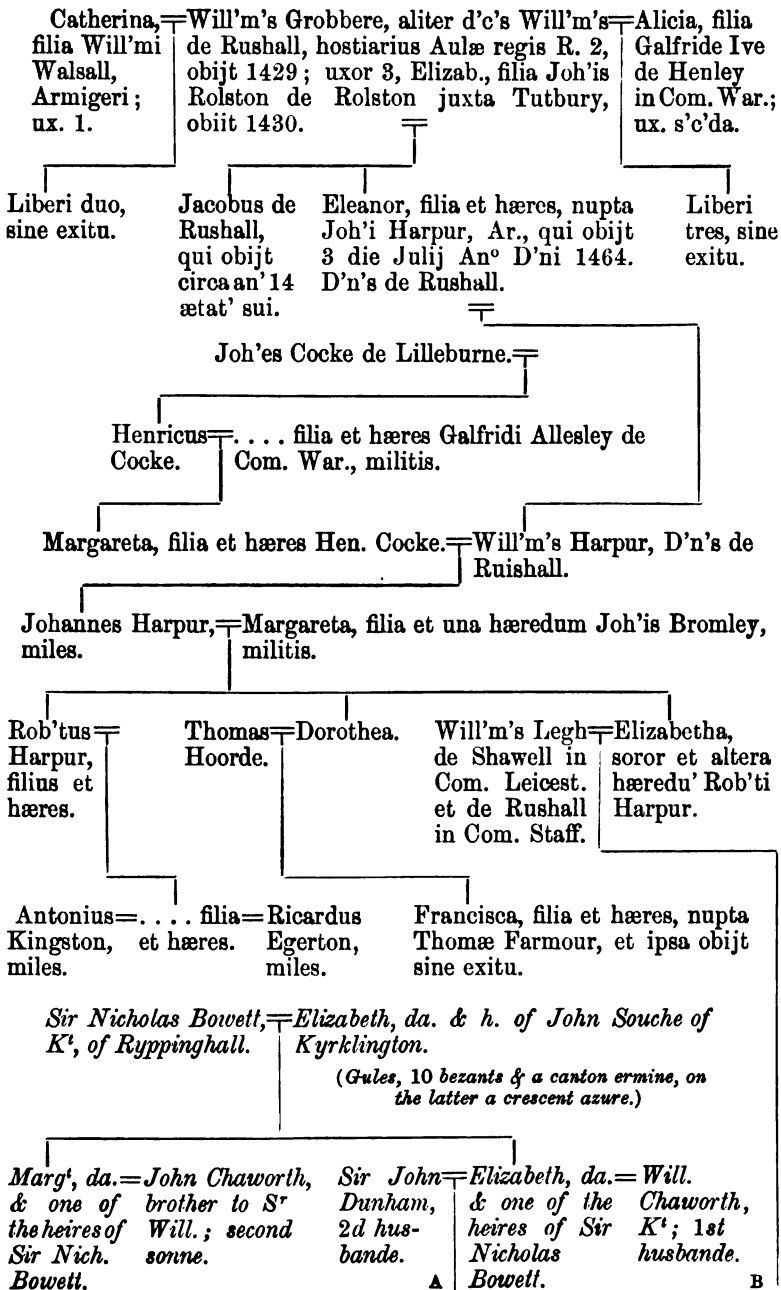 Catherina,
filia Will'mi
Walsall,
Armigeri;
ux. 1.
Will'm's Grobbere, aliter d'c's Will'm's
de Rushall, hostiarius Aulæ regis R. 2,
obijt 1429; uxor 3, Elizab., filia Joh'is
Rolston de Rolston juxta Tutbury,
obiit 1430.
Alicia, filia
Galfride Ive
de Henley
in Com. War.;
ux. s'c'da.
Liberi duo,
sine exitu.
Jacobus de
Rushall,
qui obijt
circa an' 14
ætat' sui.
Eleanor, filia et hæres, nupta
Joh'i Harpur, Ar., qui obijt
3 die Julij Anº D'ni 1464.
D'n's de Rushall.
Liberi
tres, sine
exitu.
Joh'es Cocke de Lilleburne.
Henricus
Cocke.
. . . . filia et hæres Galfridi Allesley de
Com. War., militis.
Margareta, filia et hæres Hen. Cocke.
Will'm's Harpur, D'n's de
Ruishall.
Johannes Harpur,
miles.
Margareta, filia et una hæredum Joh'is Bromley,
militis.
Rob'tus
Harpur,
filius et
hæres.
Thomas
Hoorde.
Dorothea.
Will'm's Legh
de Shawell in
Com. Leicest.
et de Rushall
in Com. Staff.
Elizabetha,
soror et altera
hæredu' Rob'ti
Harpur.
Antonius
Kingston,
miles.
. . . . filia
et hæres.
Ricardus
Egerton,
miles.
Francisca, filia et hæres, nupta
Thomæ Farmour, et ipsa obijt
sine exitu.
Sir Nicholas Bowett,
Kᵗ, of Ryppinghall.
Elizabeth, da. & h. of John Souche of
Kyrklington.
(Gules, 10 bezants & a canton ermine, on
the latter a crescent azure.)
Margᵗ, da.
& one of
the heires of
Sir Nich.
Bowett.
John Chaworth,
brother to Sʳ
Will.; second
sonne.
Sir John
Dunham,
2d hus-
bande.
Elizabeth, da.
& one of the
heires of Sir
Nicholas
Bowett.
Will.
Chaworth,
Kᵗ; 1st
husbande.
A
B